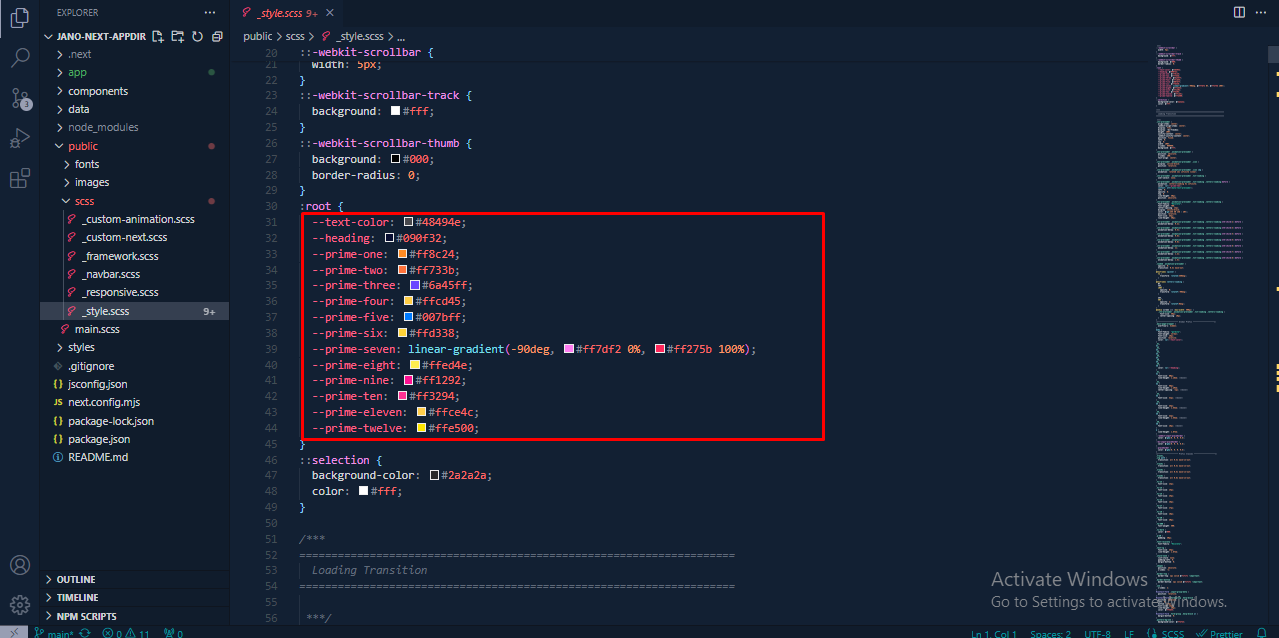 EXPLORER
JANO-NEXT-APPDIR
.next
app
components
data
node_modules
public
fonts
images
scss
_custom-animation.scss
_custom-next.scss
_framework.scss
_navbar.scss
_responsive.scss
_style.scss 9+
main.scss
styles
.gitignore
jsconfig.json
next.config.mjs
package-lock.json
package.json
README.md
OUTLINE
TIMELINE
NPM SCRIPTS
3
_style.scss 9+
public > scss > _style.scss > ...
20 ::-webkit-scrollbar {
21 width: 5px;
22 }
23 ::-webkit-scrollbar-track {
24 background: #fff;
25 }
26 ::-webkit-scrollbar-thumb {
27 background: #000;
28 border-radius: 0;
29 }
30 :root {
31 --text-color: #48494e;
32 --heading: #090f32;
33 --prime-one: #ff8c24;
34 --prime-two: #ff733b;
35 --prime-three: #6a45ff;
36 --prime-four: #ffcd45;
37 --prime-five: #007bff;
38 --prime-six: #ffd338;
39 --prime-seven: linear-gradient(-90deg, #ff7df2 0%, #ff275b 100%);
40 --prime-eight: #ffed4e;
41 --prime-nine: #ff1292;
42 --prime-ten: #ff3294;
43 --prime-eleven: #ffce4c;
44 --prime-twelve: #ffe500;
45 }
46 ::selection {
47 background-color: #2a2a2a;
48 color: #fff;
49 }
50
51 /***
52 ======================================================================
53 Loading Transition
54 ======================================================================
55
56 ***/
Activate Windows
Go to Settings to activate Windows.
main* 0 11 0 Ln 1, Col 1 Spaces: 2 UTF-8 LF { } SCSS Prettier